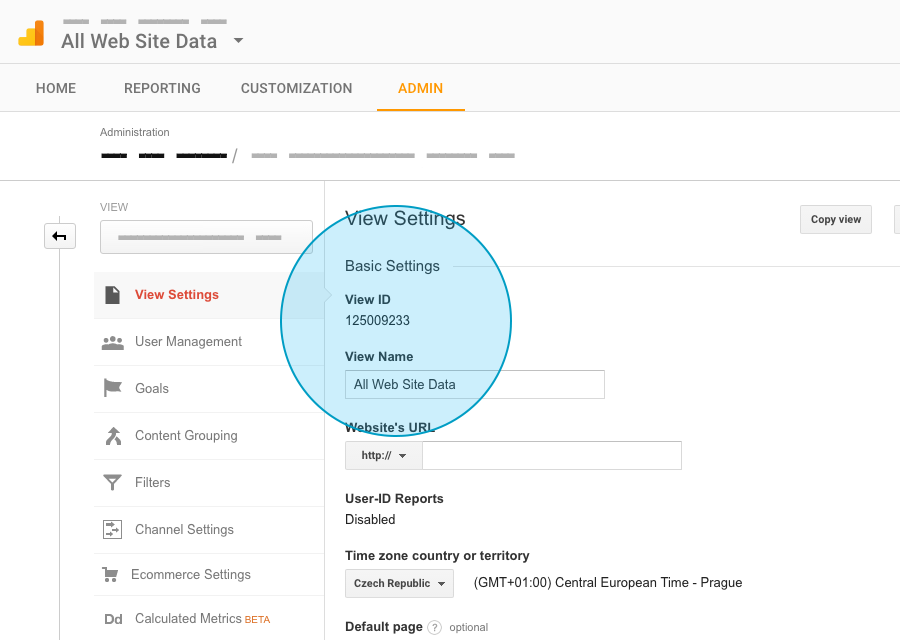 All Web Site Data
HOME REPORTING CUSTOMIZATION ADMIN
Administration
/
VIEW
View Settings
Copy view
Basic Settings
View Settings
View ID
125009233
User Management
View Name
All Web Site Data
Goals
Website's URL
Content Grouping
http://
Filters
User-ID Reports
Disabled
Channel Settings
Time zone country or territory
Ecommerce Settings
Czech Republic (GMT+01:00) Central European Time - Prague
Dd Calculated Metrics BETA
Default page ? optional